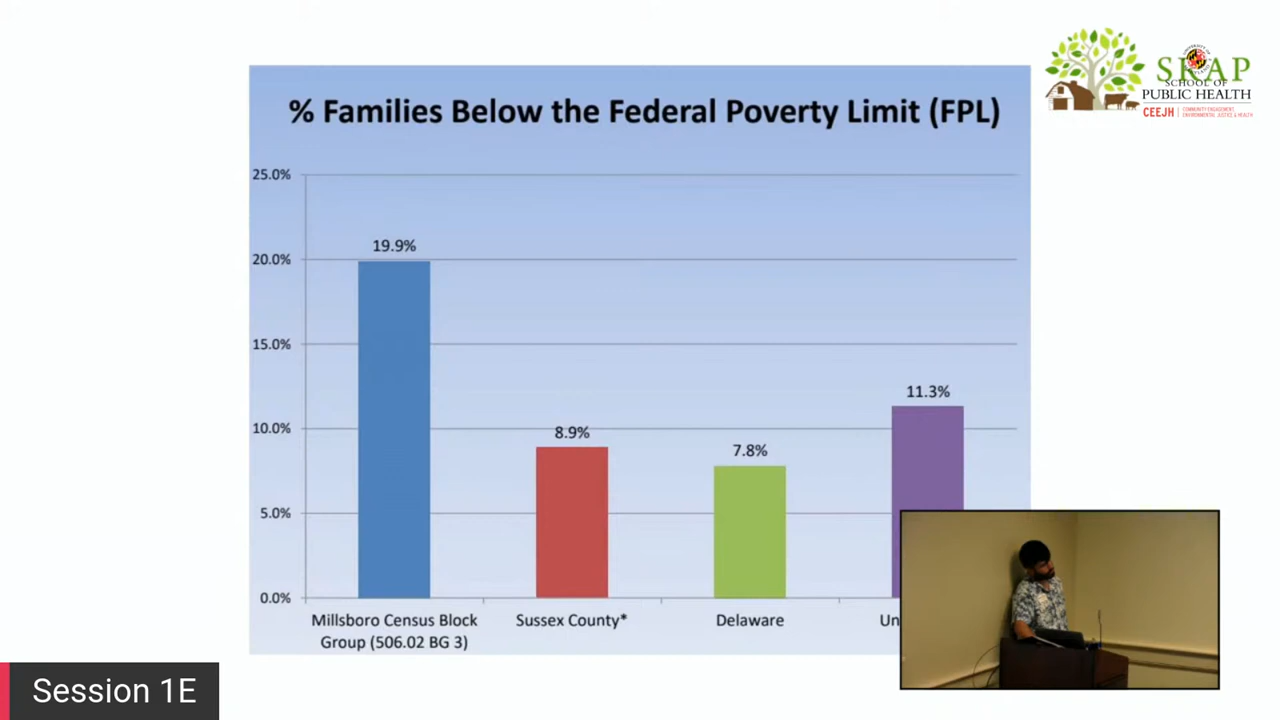 % Families Below the Federal Poverty Limit (FPL)
25.0%
20.0%
15.0%
10.0%
5.0%
0.0%
19.9%
8.9%
7.8%
11.3%
Millsboro Census Block
Group (506.02 BG 3)
Sussex County*
Delaware
SCHOOL OF
PUBLIC HEALTH
CEEJH
COMMUNITY ENGAGEMENT
ENVIRONMENTAL JUSTICE & HEALTH
Session 1E